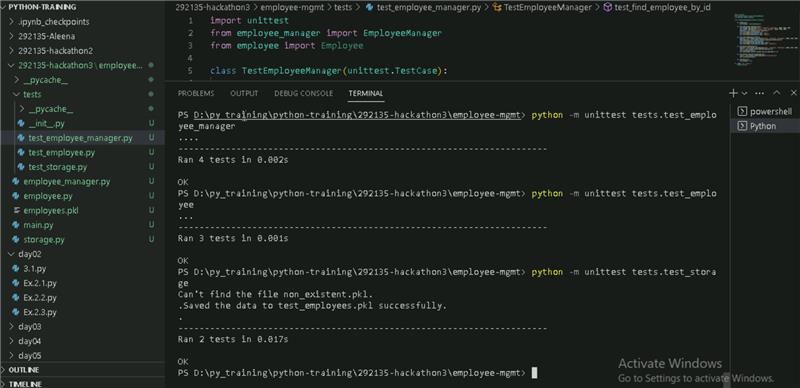 PYTHON-TRAINING
.ipynb_checkpoints
292135-Aleena
292135-hackathon2
292135-hackathon3 \ employee...
__pycache__
tests
__pycache__
__init__.py U
test_employee_manager.py U
test_employee.py U
test_storage.py U
employee_manager.py U
employee.py U
employees.pkl U
main.py U
storage.py U
day02
3.1.py
Ex.2.1.py
Ex.2.2.py
Ex.2.3.py
day03
day04
day05
OUTLINE
TIMELINE
292135-hackathon3 > employee-mgmt > tests > test_employee_manager.py > TestEmployeeManager > test_find_employee_by_id
1 import unittest
2 from employee_manager import EmployeeManager
3 from employee import Employee
4
5 class TestEmployeeManager(unittest.TestCase):
PROBLEMS OUTPUT DEBUG CONSOLE TERMINAL
PS D:\py_training\python-training\292135-hackathon3\employee-mgmt> python -m unittest tests.test_emplo
yee_manager
....
----------------------------------------------------------------------
Ran 4 tests in 0.002s
OK
PS D:\py_training\python-training\292135-hackathon3\employee-mgmt> python -m unittest tests.test_emplo
yee
...
----------------------------------------------------------------------
Ran 3 tests in 0.001s
OK
PS D:\py_training\python-training\292135-hackathon3\employee-mgmt> python -m unittest tests.test_stora
ge
Can't find the file non_existent.pkl.
.Saved the data to test_employees.pkl successfully.
.
----------------------------------------------------------------------
Ran 2 tests in 0.017s
OK
PS D:\py_training\python-training\292135-hackathon3\employee-mgmt>
powershell
Python
Activate Windows
Go to Settings to activate Windows.